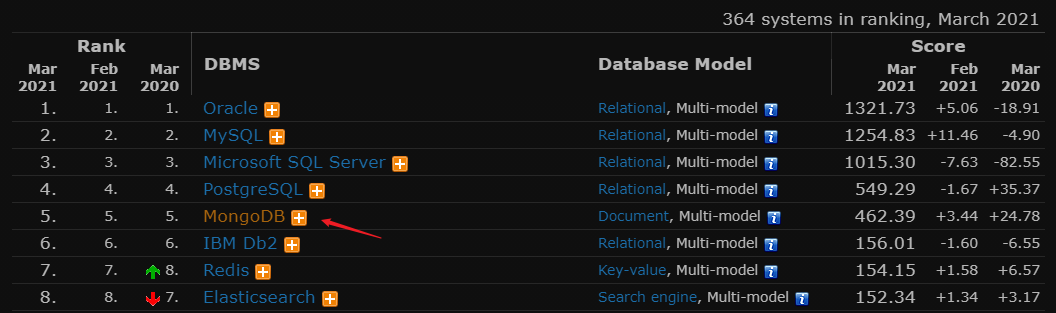 364 systems in ranking, March 2021
Rank Score
Mar Feb Mar DBMS Database Model Mar Feb Mar
2021 2021 2020 2021 2021 2020
1. 1. 1. Oracle Relational, Multi-model 1321.73 +5.06 -18.91
2. 2. 2. MySQL Relational, Multi-model 1254.83 +11.46 -4.90
3. 3. 3. Microsoft SQL Server Relational, Multi-model 1015.30 -7.63 -82.55
4. 4. 4. PostgreSQL Relational, Multi-model 549.29 -1.67 +35.37
5. 5. 5. MongoDB Document, Multi-model 462.39 +3.44 +24.78
6. 6. 6. IBM Db2 Relational, Multi-model 156.01 -1.60 -6.55
7. 7. 8. Redis Key-value, Multi-model 154.15 +1.58 +6.57
8. 8. 7. Elasticsearch Search engine, Multi-model 152.34 +1.34 +3.17